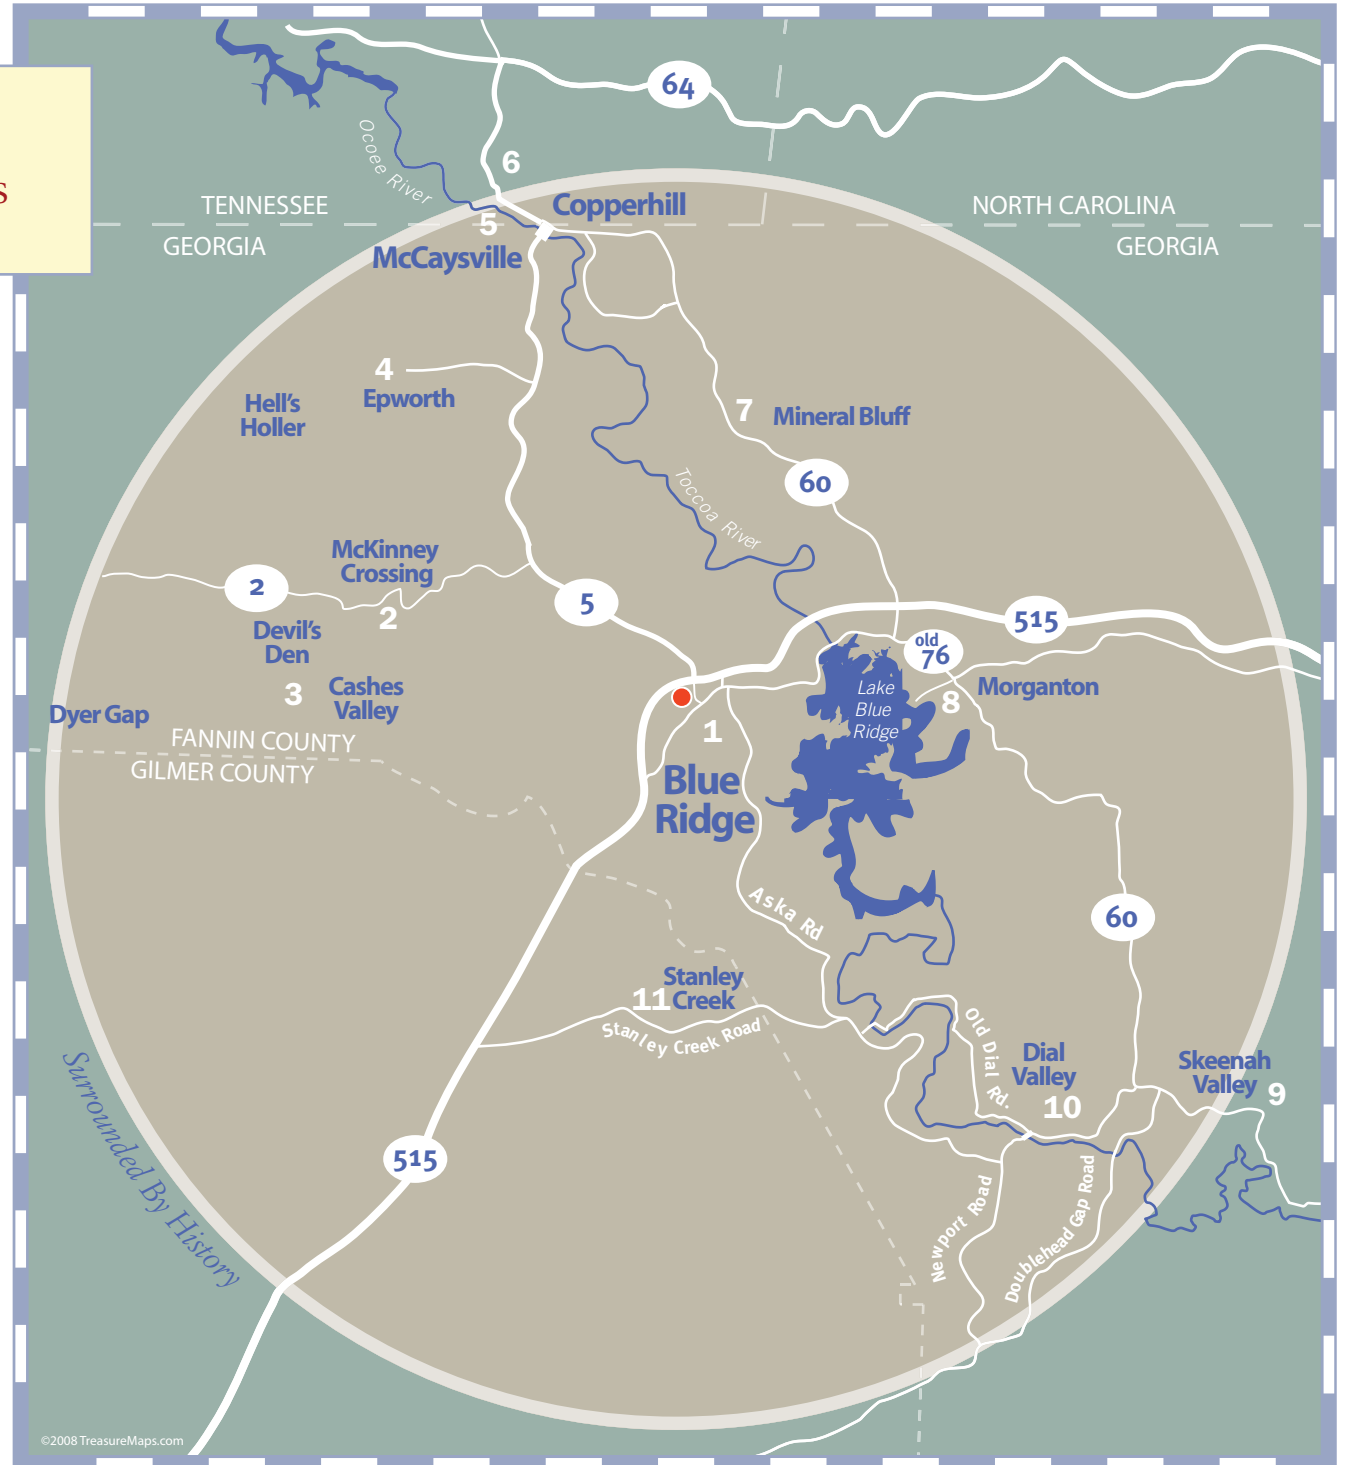 s
64
Ocoee River
6
TENNESSEE
GEORGIA
5
Copperhill
McCaysville
NORTH CAROLINA
GEORGIA
4
Epworth
Hell's
Holler
7
Mineral Bluff
60
Toccoa River
McKinney
Crossing
2
2
5
515
Devil's
Den
old
76
3
Cashes
Valley
Lake
Blue
Ridge
8
Morganton
Dyer Gap
1
FANNIN COUNTY
GILMER COUNTY
Blue
Ridge
Aska Rd
60
Stanley
Creek
11
Stanley Creek Road
Old Dial Rd.
Dial
Valley
10
Skeenah
Valley
9
Surrounded By History
515
Newport Road
Doublehead Gap Road
©2008 TreasureMaps.com